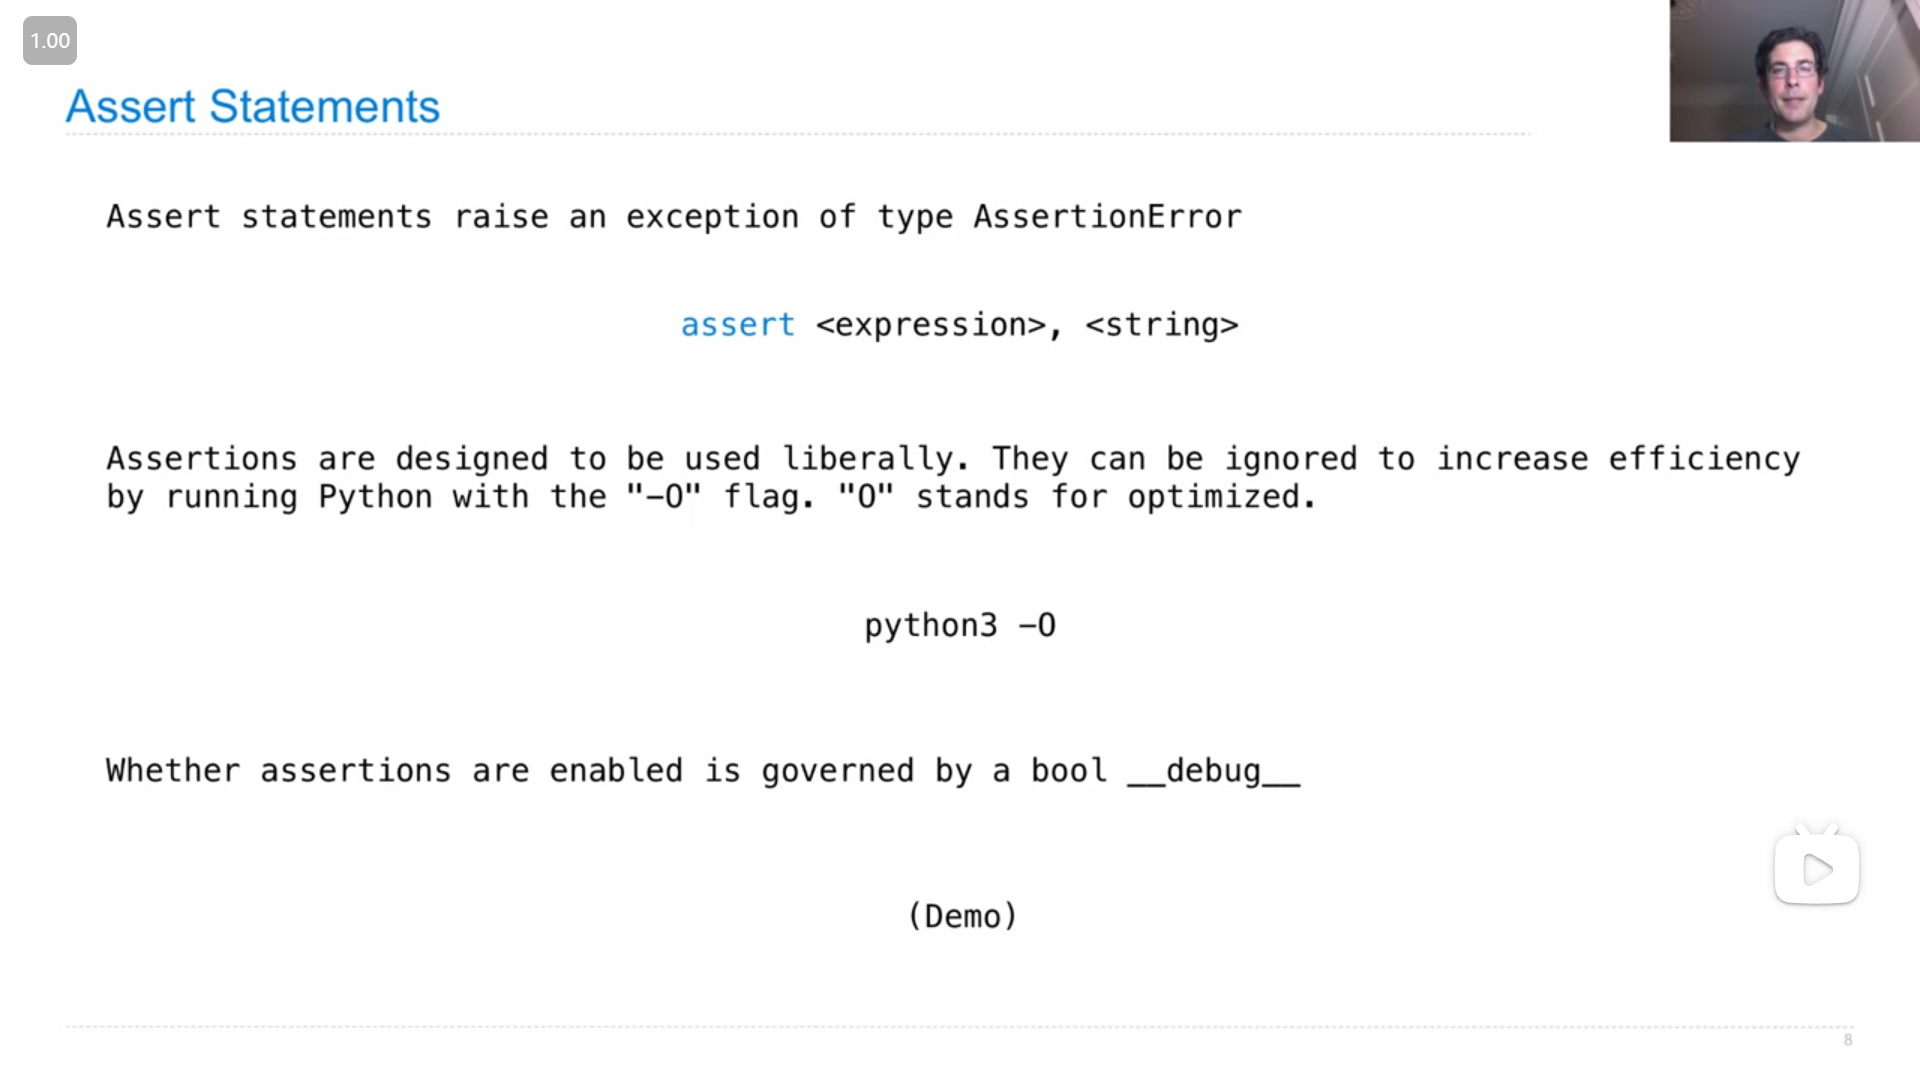 1.00
Assert Statements
Assert statements raise an exception of type AssertionError
assert <expression>, <string>
Assertions are designed to be used liberally. They can be ignored to increase efficiency
by running Python with the "-O" flag. "O" stands for optimized.
python3 -O
Whether assertions are enabled is governed by a bool __debug__
(Demo)
8